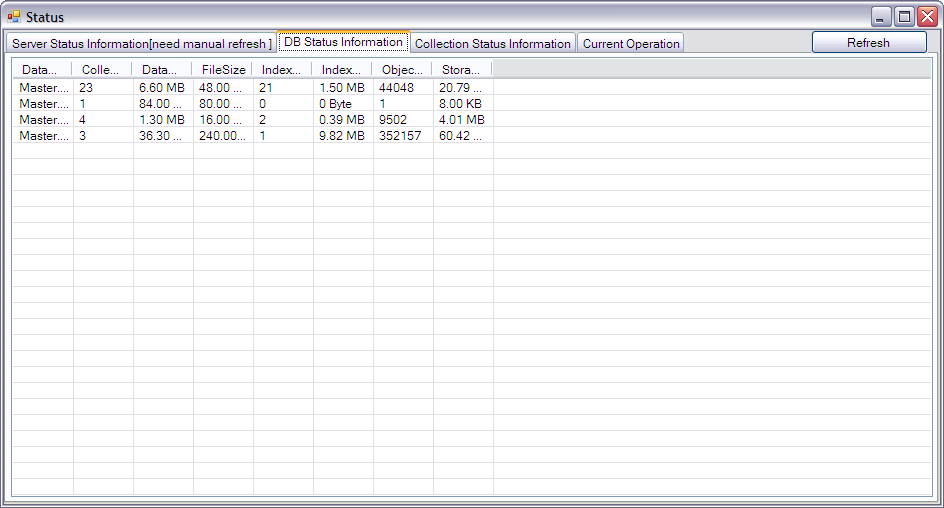 Status
Server Status Information[need manual refresh ] DB Status Information Collection Status Information Current Operation Refresh
Data... Colle... Data... FileSize Index... Index... Objec... Stora...
Master.... 23 6.60 MB 48.00 ... 21 1.50 MB 44048 20.79 ...
Master.... 1 84.00 ... 80.00 ... 0 0 Byte 1 8.00 KB
Master.... 4 1.30 MB 16.00 ... 2 0.39 MB 9502 4.01 MB
Master.... 3 36.30 ... 240.00... 1 9.82 MB 352157 60.42 ...